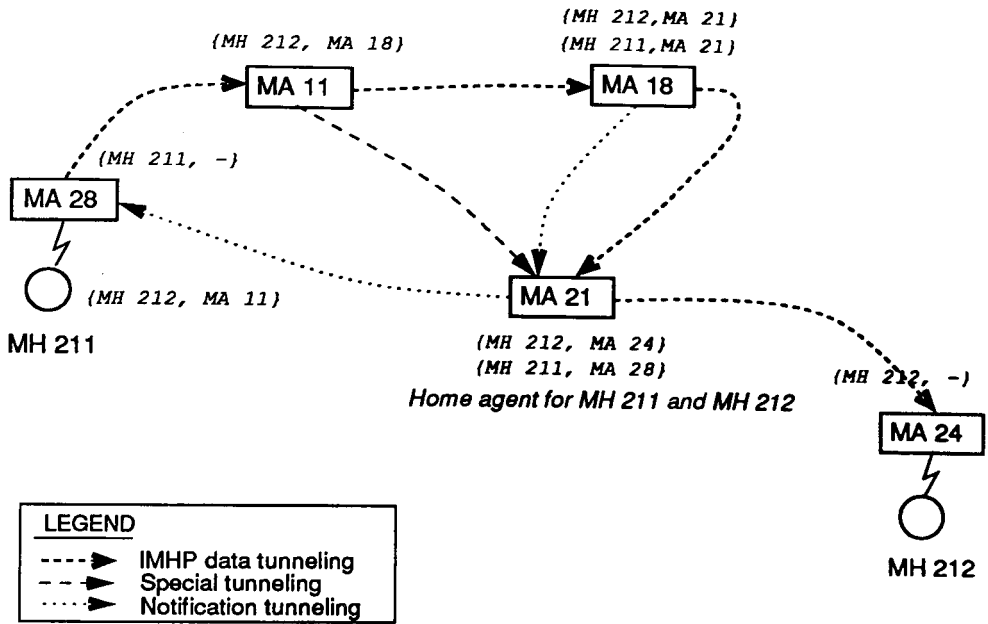 {MH 212,MA 21}
{MH 212, MA 18}
{MH 211,MA 21}
MA 11
MA 18
{MH 211, -}
MA 28
{MH 212, MA 11}
MA 21
MH 211
{MH 212, MA 24}
{MH 211, MA 28}
{MH 212, -}
Home agent for MH 211 and MH 212
MA 24
LEGEND
IMHP data tunneling
Special tunneling
Notification tunneling
MH 212